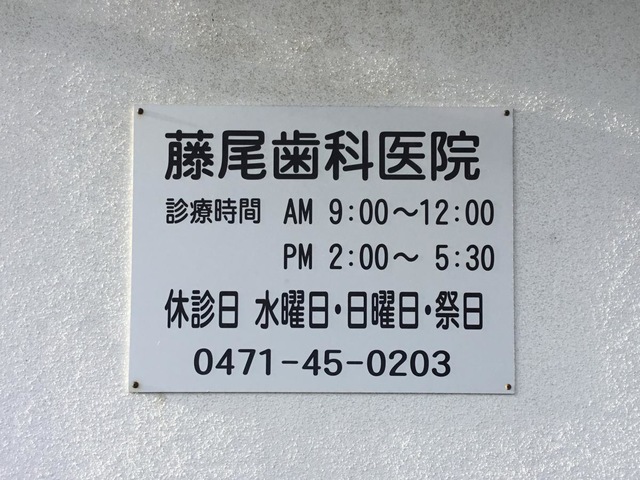 藤尾歯科医院
診療時間 AM 9:00〜12:00
PM 2:00〜 5:30
休診日 水曜日・日曜日・祭日
0471-45-0203